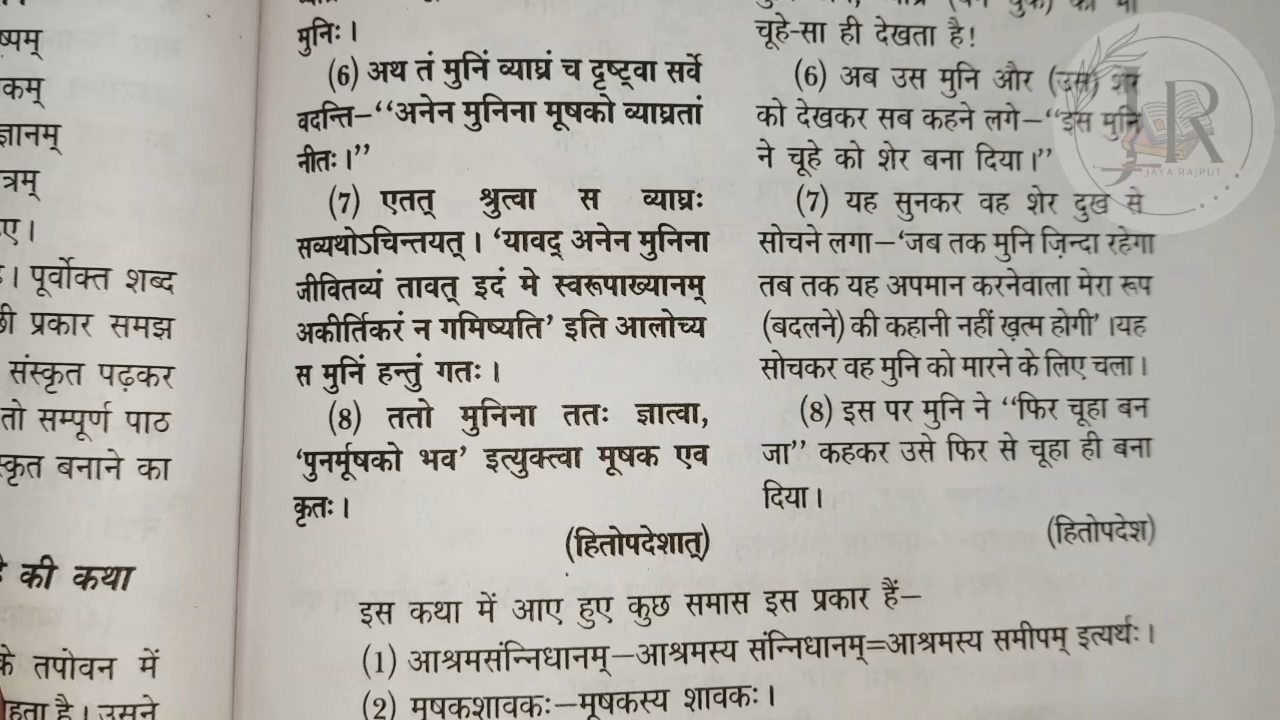 ष्पम्
कम्
ज्ञानम्
त्रम्
पूर्वोक्त शब्द
प्रकार समझ
संस्कृत पढ़कर
तो सम्पूर्ण पाठ
स्कृत बनाने का
की कथा
के तपोवन में
हता है। उसने
मुनिः।
(6) अथ तं मुनिं व्याघ्रं च दृष्ट्वा सर्वे
वदन्ति–‘‘अनेन मुनिना मूषको व्याघ्रतां
नीतः।’’
(7) एतत् श्रुत्वा स व्याघ्रः
सव्यथोऽचिन्तयत्। ‘यावद् अनेन मुनिना
जीवितव्यं तावत् इदं मे स्वरूपाख्यानम्
अकीर्तिकरं न गमिष्यति’ इति आलोच्य
स मुनिं हन्तुं गतः।
(8) ततो मुनिना ततः ज्ञात्वा,
‘पुनर्मूषको भव’ इत्युक्त्वा मूषक एव
कृतः।
(हितोपदेशात्)
चूहे-सा ही देखता है!
(6) अब उस मुनि और (उस) शेर
को देखकर सब कहने लगे–‘‘इस मुनि
ने चूहे को शेर बना दिया।’’
(7) यह सुनकर वह शेर दुख से
सोचने लगा–‘जब तक मुनि ज़िन्दा रहेगा
तब तक यह अपमान करनेवाला मेरा रूप
(बदलने) की कहानी नहीं ख़त्म होगी’।यह
सोचकर वह मुनि को मारने के लिए चला।
(8) इस पर मुनि ने ‘‘फिर चूहा बन
जा’’ कहकर उसे फिर से चूहा ही बना
दिया।
(हितोपदेश)
इस कथा में आए हुए कुछ समास इस प्रकार हैं–
(1) आश्रमसंन्निधानम्–आश्रमस्य संन्निधानम्=आश्रमस्य समीपम् इत्यर्थः।
(2) मूषकशावकः–मूषकस्य शावकः।
JR
JAYA RAJPUT